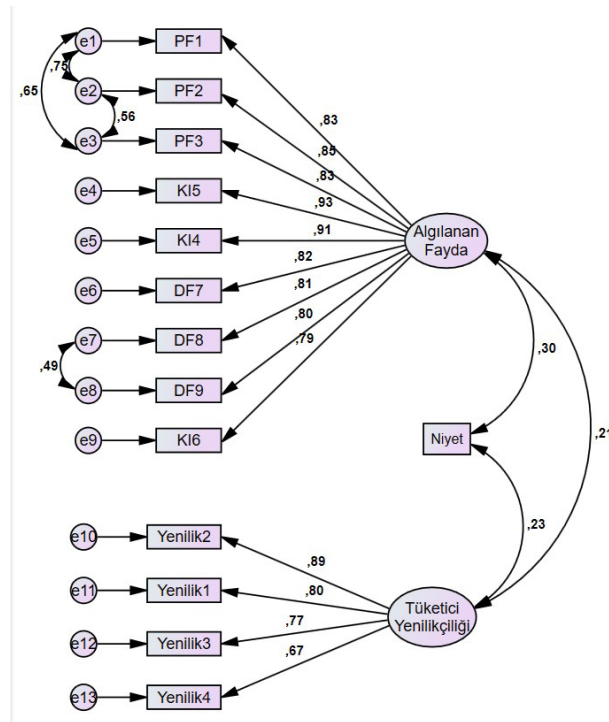 e1
PF1
,75
,65
e2
PF2
,83
,56
,85
e3
PF3
,83
e4
KI5
,93
Algılanan
Fayda
e5
KI4
,91
e6
DF7
,82
,81
e7
DF8
,80
,79
,49
e8
DF9
,30
e9
KI6
Niyet
,21
e10
Yenilik2
,23
,89
e11
Yenilik1
,80
Tüketici
Yenilikçiliği
e12
Yenilik3
,77
,67
e13
Yenilik4